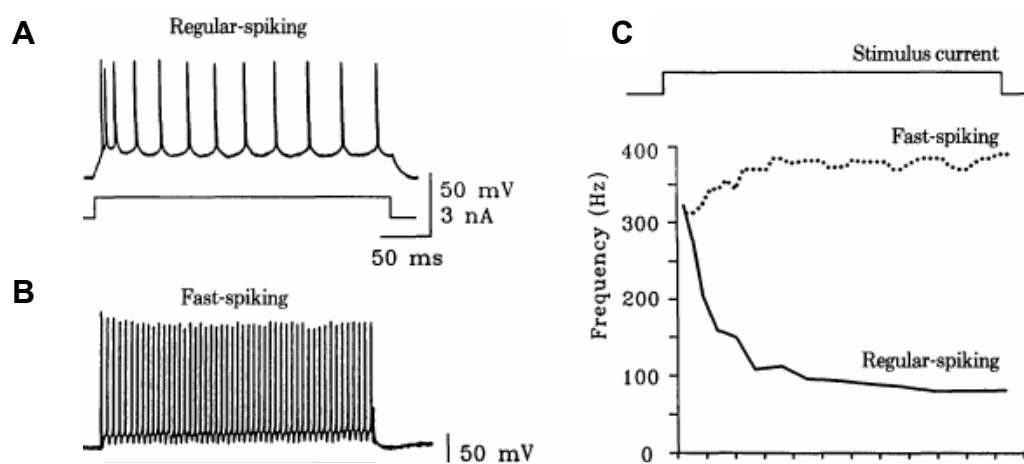 A
Regular-spiking
50 mV
3 nA
50 ms
B
Fast-spiking
50 mV
C
Stimulus current
Fast-spiking
400
300
200
100
0
Frequency (Hz)
Regular-spiking